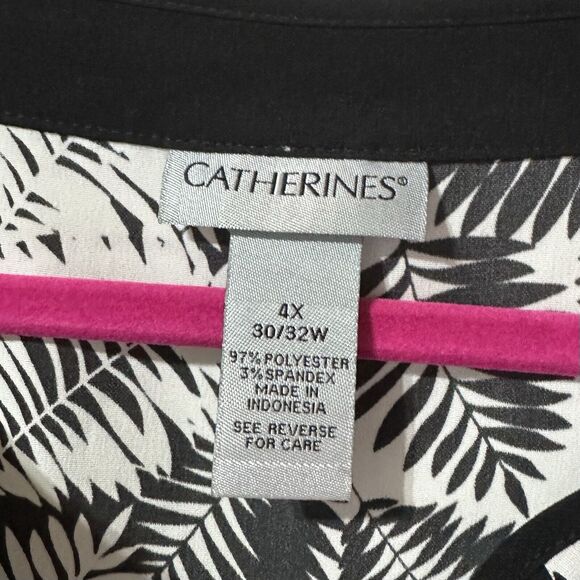 CATHERINES®
4X
30/32W
97% POLYESTER
3% SPANDEX
MADE IN
INDONESIA
SEE REVERSE
FOR CARE